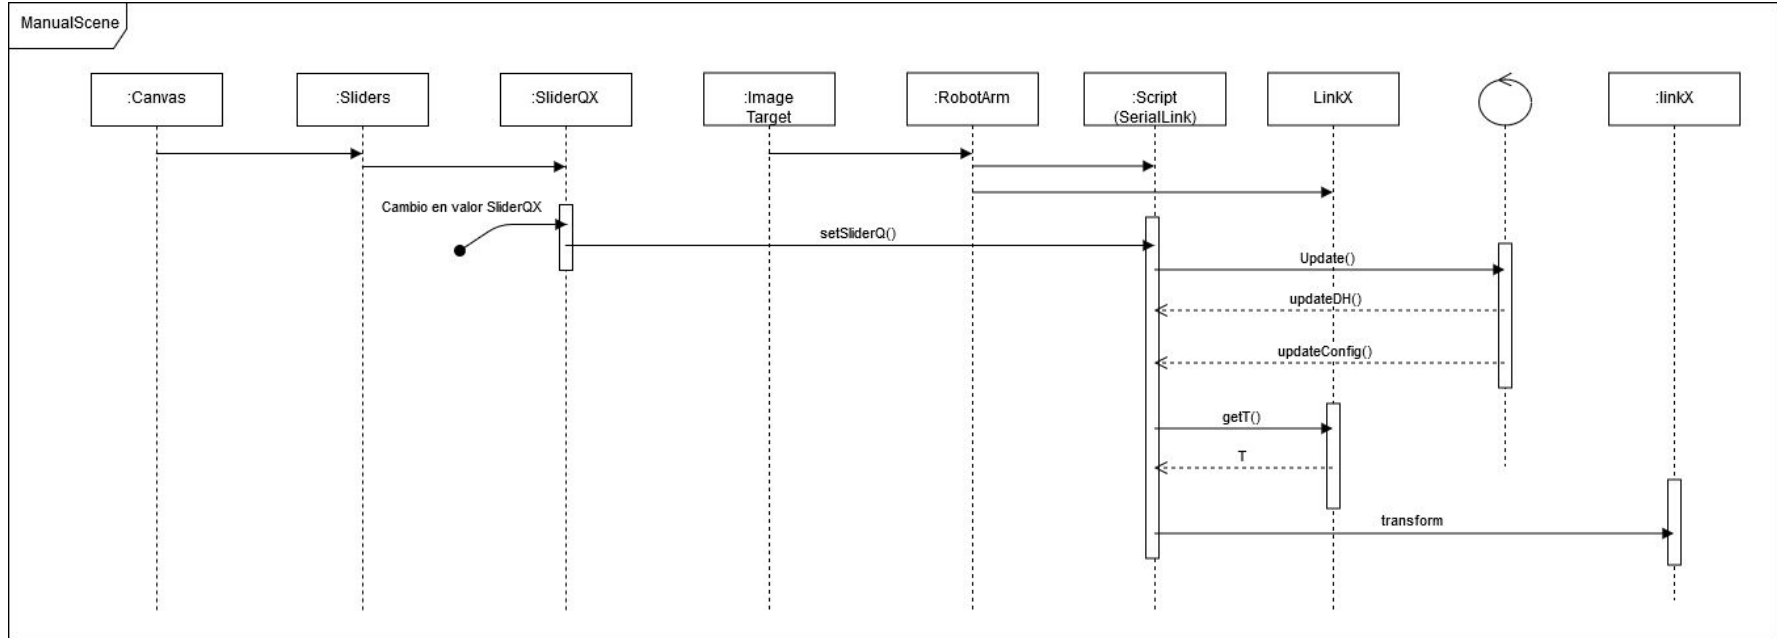 ManualScene
:Canvas
:Sliders
:SliderQX
:Image
Target
:RobotArm
:Script
(SerialLink)
LinkX
:linkX
Cambio en valor SliderQX
setSliderQ()
Update()
updateDH()
updateConfig()
getT()
T
transform